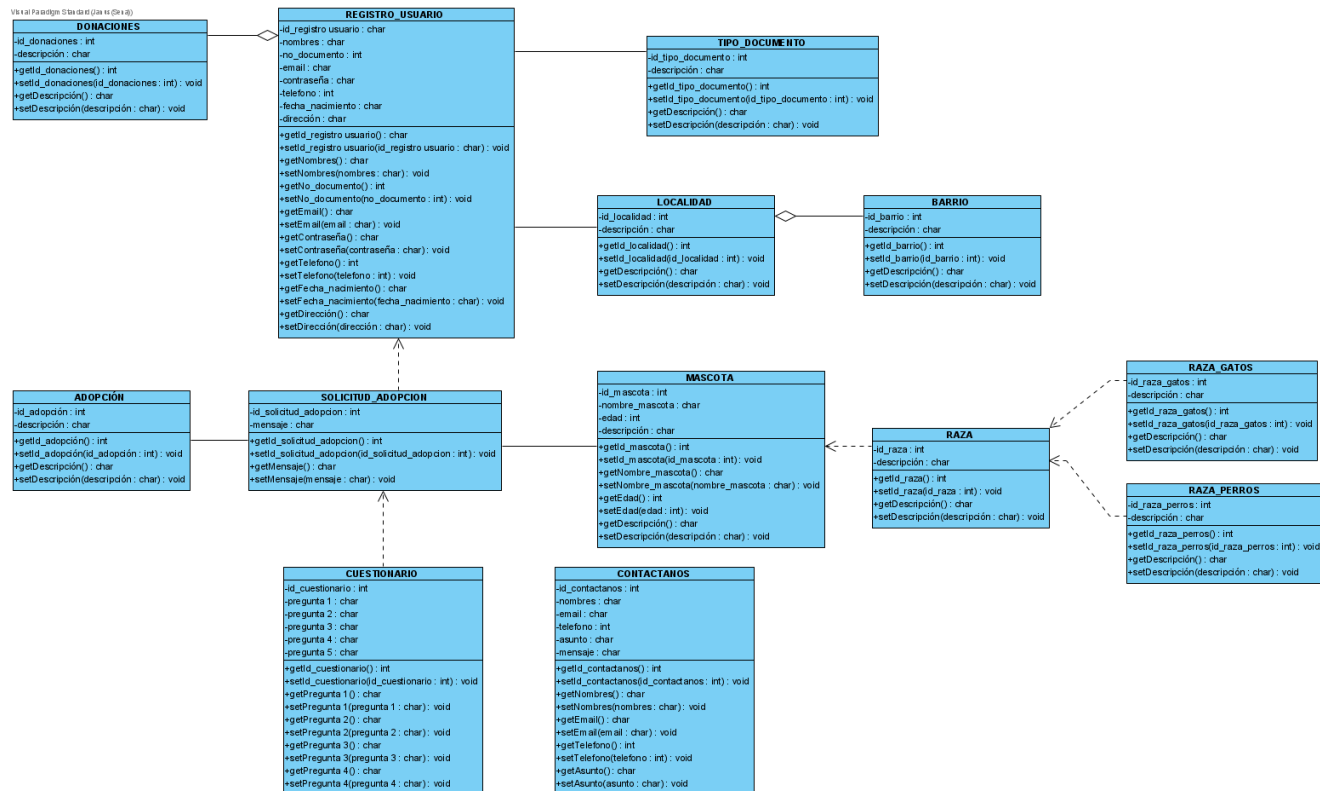 Visual Paradigm Standard (Janns (Sena))
DONACIONES
-id_donaciones : int
-descripción : char
+getId_donaciones() : int
+setId_donaciones(id_donaciones : int) : void
+getDescripción() : char
+setDescripción(descripción : char) : void
REGISTRO_USUARIO
-id_registro usuario : char
-nombres : char
-no_documento : int
-email : char
-contraseña : char
-telefono : int
-fecha_nacimiento : char
-dirección : char
+getId_registro usuario() : char
+setId_registro usuario(id_registro usuario : char) : void
+getNombres() : char
+setNombres(nombres : char) : void
+getNo_documento() : int
+setNo_documento(no_documento : int) : void
+getEmail() : char
+setEmail(email : char) : void
+getContraseña() : char
+setContraseña(contraseña : char) : void
+getTelefono() : int
+setTelefono(telefono : int) : void
+getFecha_nacimiento() : char
+setFecha_nacimiento(fecha_nacimiento : char) : void
+getDirección() : char
+setDirección(dirección : char) : void
TIPO_DOCUMENTO
-id_tipo_documento : int
-descripción : char
+getId_tipo_documento() : int
+setId_tipo_documento(id_tipo_documento : int) : void
+getDescripción() : char
+setDescripción(descripción : char) : void
LOCALIDAD
-id_localidad : int
-descripción : char
+getId_localidad() : int
+setId_localidad(id_localidad : int) : void
+getDescripción() : char
+setDescripción(descripción : char) : void
BARRIO
-id_barrio : int
-descripción : char
+getId_barrio() : int
+setId_barrio(id_barrio : int) : void
+getDescripción() : char
+setDescripción(descripción : char) : void
ADOPCIÓN
-id_adopción : int
-descripción : char
+getId_adopción() : int
+setId_adopción(id_adopción : int) : void
+getDescripción() : char
+setDescripción(descripción : char) : void
SOLICITUD_ADOPCION
-id_solicitud_adopcion : int
-mensaje : char
+getId_solicitud_adopcion() : int
+setId_solicitud_adopcion(id_solicitud_adopcion : int) : void
+getMensaje() : char
+setMensaje(mensaje : char) : void
MASCOTA
-id_mascota : int
-nombre_mascota : char
-edad : int
-descripción : char
+getId_mascota() : int
+setId_mascota(id_mascota : int) : void
+getNombre_mascota() : char
+setNombre_mascota(nombre_mascota : char) : void
+getEdad() : int
+setEdad(edad : int) : void
+getDescripción() : char
+setDescripción(descripción : char) : void
RAZA
-id_raza : int
-descripción : char
+getId_raza() : int
+setId_raza(id_raza : int) : void
+getDescripción() : char
+setDescripción(descripción : char) : void
RAZA_GATOS
-id_raza_gatos : int
-descripción : char
+getId_raza_gatos() : int
+setId_raza_gatos(id_raza_gatos : int) : void
+getDescripción() : char
+setDescripción(descripción : char) : void
RAZA_PERROS
-id_raza_perros : int
-descripción : char
+getId_raza_perros() : int
+setId_raza_perros(id_raza_perros : int) : void
+getDescripción() : char
+setDescripción(descripción : char) : void
CUESTIONARIO
-id_cuestionario : int
-pregunta 1 : char
-pregunta 2 : char
-pregunta 3 : char
-pregunta 4 : char
-pregunta 5 : char
+getId_cuestionario() : int
+setId_cuestionario(id_cuestionario : int) : void
+getPregunta 1() : char
+setPregunta 1(pregunta 1 : char) : void
+getPregunta 2() : char
+setPregunta 2(pregunta 2 : char) : void
+getPregunta 3() : char
+setPregunta 3(pregunta 3 : char) : void
+getPregunta 4() : char
+setPregunta 4(pregunta 4 : char) : void
CONTACTANOS
-id_contactanos : int
-nombres : char
-email : char
-telefono : int
-asunto : char
-mensaje : char
+getId_contactanos() : int
+setId_contactanos(id_contactanos : int) : void
+getNombres() : char
+setNombres(nombres : char) : void
+getEmail() : char
+setEmail(email : char) : void
+getTelefono() : int
+setTelefono(telefono : int) : void
+getAsunto() : char
+setAsunto(asunto : char) : void